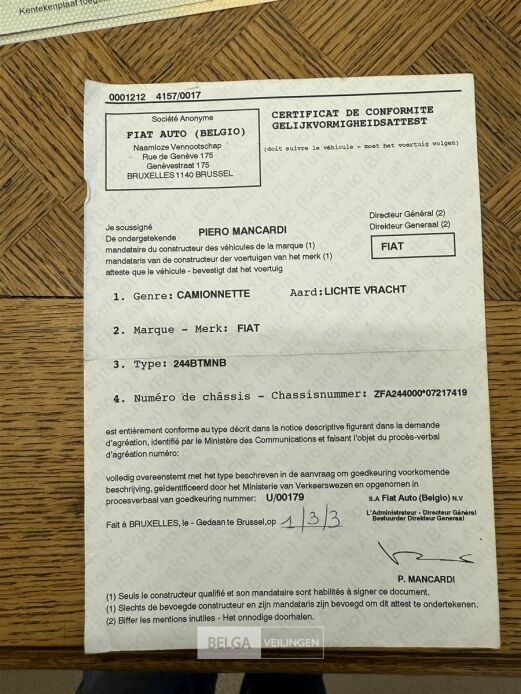 Kentekenplaat
0001212 4157/0017
Société Anonyme
FIAT AUTO (BELGIO)
Naamloze Vennootschap
Rue de Genève 175
Genèvestraat 175
BRUXELLES 1140 BRUSSEL
CERTIFICAT DE CONFORMITE
GELIJKVORMIGHEIDSATTEST
(doit suivre le véhicule - moet het voertuig volgen)
Je soussigné
De ondergetekende
PIERO MANCARDI
Directeur Général (2)
Direkteur Generaal (2)
mandataire du constructeur des véhicules de la marque (1)
mandataris van de constructeur der voertuigen van het merk (1)
FIAT
atteste que le véhicule - bevestigt dat het voertuig
1. Genre: CAMIONNETTE Aard: LICHTE VRACHT
2. Marque - Merk: FIAT
3. Type: 244BTMNB
4. Numéro de châssis - Chassisnummer: ZFA244000*07217419
est entièrement conforme au type décrit dans la notice descriptive figurant dans la demande
d'agréation, identifié par le Ministère des Communications et faisant l'objet du procès-verbal
d'agréation numéro:
volledig overeenstemt met het type beschreven in de aanvraag om goedkeuring voorkomende
beschrijving, geïdentificeerd door het Ministerie van Verkeerswezen en opgenomen in
procesverbaal van goedkeuring nummer: U/00179
S.A Fiat Auto (Belgio) N.V
L'Administrateur - Directeur Général
Bestuurder Direkteur Generaal
Fait à BRUXELLES, le - Gedaan te Brussel, op 1/3/3
P. MANCARDI
(1) Seuls le constructeur qualifié et son mandataire sont habilités à signer ce document.
(1) Slechts de bevoegde constructeur en zijn mandataris zijn bevoegd om dit attest te ondertekenen.
(2) Biffer les mentions inutiles - Het onnodige doorhalen.
BELGA VEILINGEN